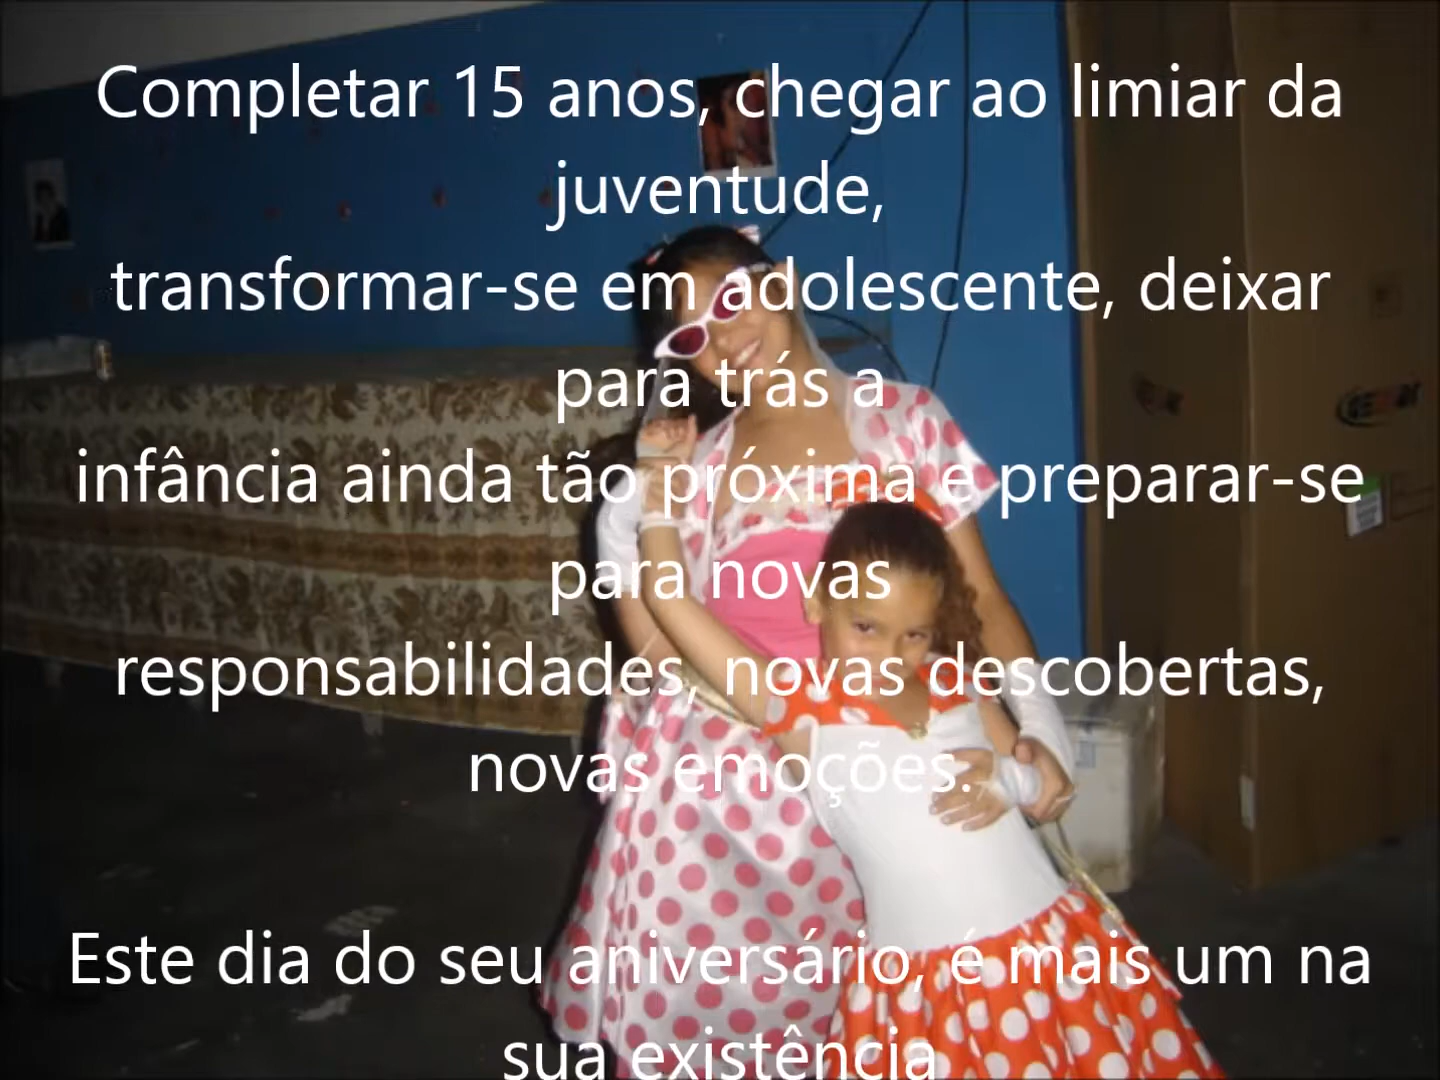 Completar 15 anos, chegar ao limiar da
juventude,
transformar-se em adolescente, deixar
para trás a
infância ainda tão próxima e preparar-se
para novas
responsabilidades, novas descobertas,
novas emoções.
Este dia do seu aniversário, é mais um na
sua existência